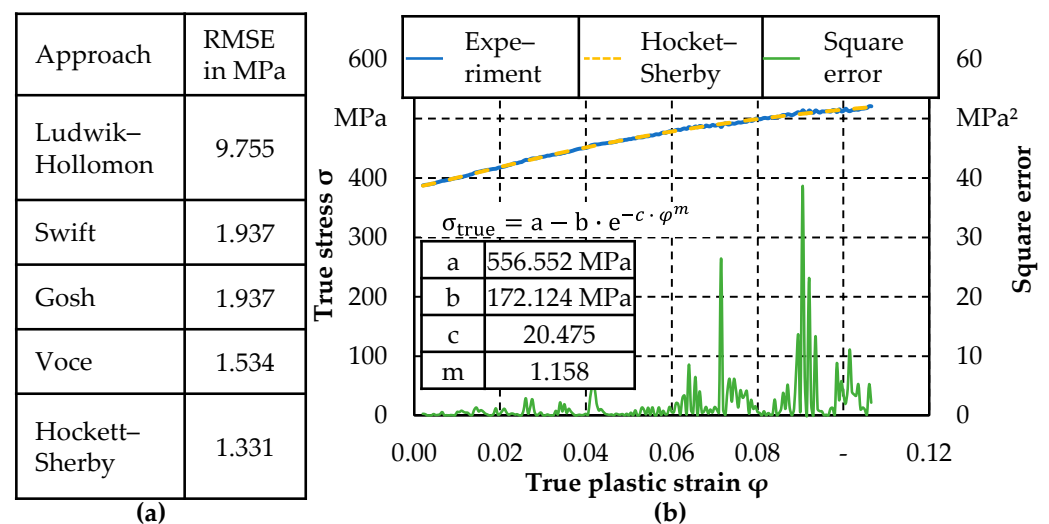 Approach
RMSE
in MPa
Ludwik–
Hollomon
9.755
Swift
1.937
Gosh
1.937
Voce
1.534
Hockett–
Sherby
1.331
(a)
Expe–
riment
Hocket–
Sherby
Square
error
600
MPa
400
300
200
100
0
True stress σ
60
MPa²
40
30
20
10
0
Square error
σtrue = a − b · e^{−c · φ^m}
a 556.552 MPa
b 172.124 MPa
c 20.475
m 1.158
0.00 0.02 0.04 0.06 0.08 - 0.12
True plastic strain φ
(b)